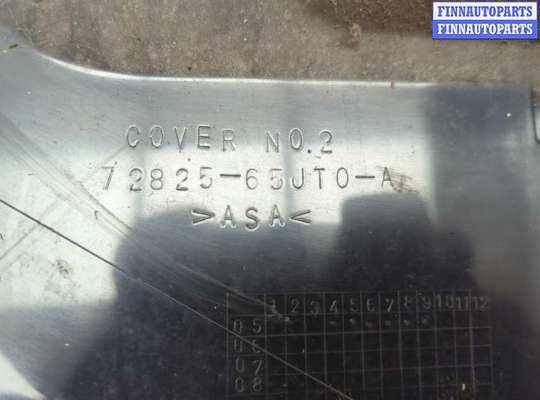 FINNAUTOPARTS
FINNAUTOPARTS
COVER NO.2
72825-65JT0-A
>ASA<
1 2 3 4 5 6 7 8 9 10 11 12
05
06
07
08